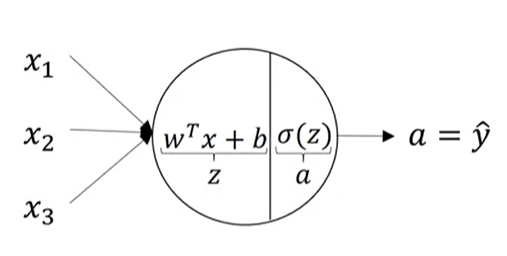 x₁
x₂
x₃
wᵀx + b
z
σ(z)
a
a = ŷ